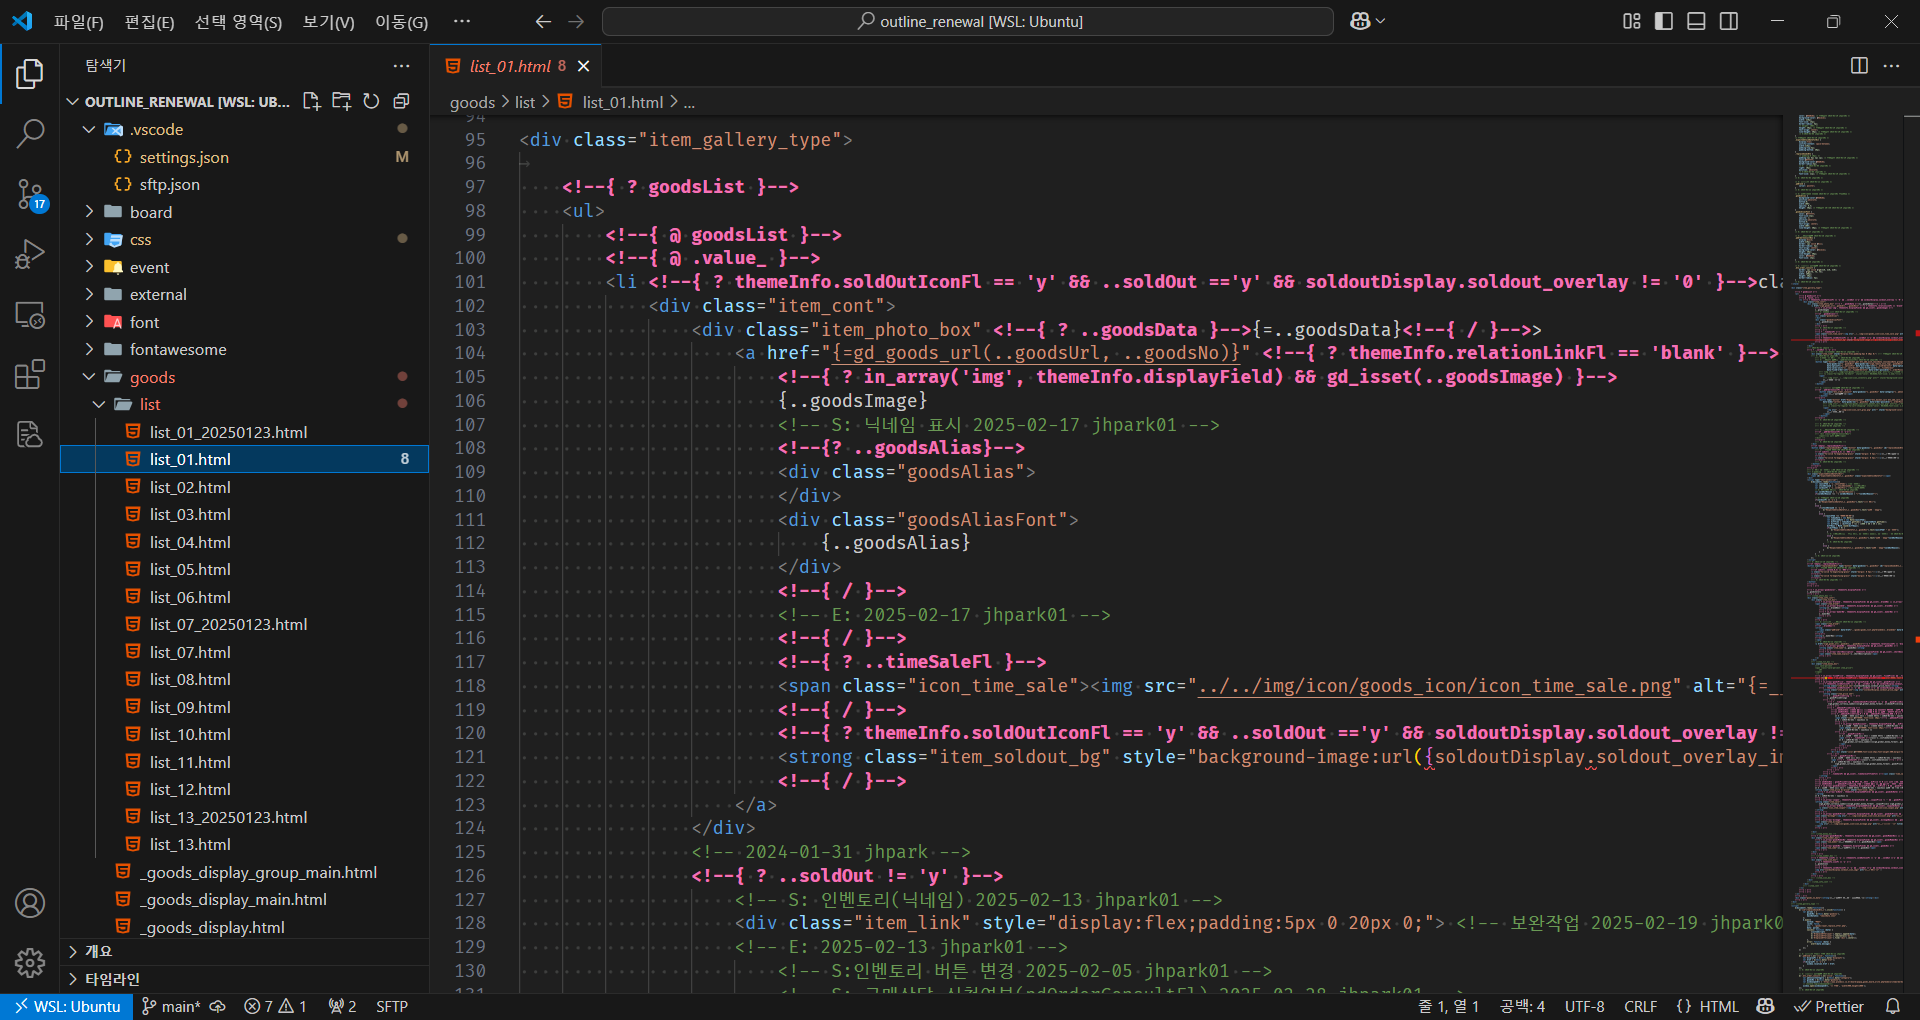 파일(F) 편집(E) 선택 영역(S) 보기(V) 이동(G) ··· outline_renewal [WSL: Ubuntu]
탐색기
OUTLINE_RENEWAL [WSL: UB...
.vscode
settings.json M
sftp.json
board
css
event
external
font
fontawesome
goods
list
list_01_20250123.html
list_01.html 8
list_02.html
list_03.html
list_04.html
list_05.html
list_06.html
list_07_20250123.html
list_07.html
list_08.html
list_09.html
list_10.html
list_11.html
list_12.html
list_13_20250123.html
list_13.html
_goods_display_group_main.html
_goods_display_main.html
_goods_display.html
개요
타임라인
17
list_01.html 8
goods > list > list_01.html > ...
94
95 <div class="item_gallery_type">
96
97 <!--{ ? goodsList }-->
98 <ul>
99 <!--{ @ goodsList }-->
100 <!--{ @ .value_ }-->
101 <li <!--{ ? themeInfo.soldOutIconFl == 'y' && ..soldOut =='y' && soldoutDisplay.soldout_overlay != '0' }-->cla
102 <div class="item_cont">
103 <div class="item_photo_box" <!--{ ? ..goodsData }-->{=..goodsData}<!--{ / }-->>
104 <a href="{=gd_goods_url(..goodsUrl, ..goodsNo)}" <!--{ ? themeInfo.relationLinkFl == 'blank' }-->
105 <!--{ ? in_array('img', themeInfo.displayField) && gd_isset(..goodsImage) }-->
106 {..goodsImage}
107 <!-- S: 닉네임 표시 2025-02-17 jhpark01 -->
108 <!--{? ..goodsAlias}-->
109 <div class="goodsAlias">
110 </div>
111 <div class="goodsAliasFont">
112 {..goodsAlias}
113 </div>
114 <!--{ / }-->
115 <!-- E: 2025-02-17 jhpark01 -->
116 <!--{ / }-->
117 <!--{ ? ..timeSaleFl }-->
118 <span class="icon_time_sale"><img src="../../img/icon/goods_icon/icon_time_sale.png" alt="{=_
119 <!--{ / }-->
120 <!--{ ? themeInfo.soldOutIconFl == 'y' && ..soldOut =='y' && soldoutDisplay.soldout_overlay !=
121 <strong class="item_soldout_bg" style="background-image:url({soldoutDisplay.soldout_overlay_i
122 <!--{ / }-->
123 </a>
124 </div>
125 <!-- 2024-01-31 jhpark -->
126 <!--{ ? ..soldOut != 'y' }-->
127 <!-- S: 인벤토리(닉네임) 2025-02-13 jhpark01 -->
128 <div class="item_link" style="display:flex;padding:5px 0 20px 0;"> <!-- 보완작업 2025-02-19 jhpark0
129 <!-- E: 2025-02-13 jhpark01 -->
130 <!-- S:인벤토리 버튼 변경 2025-02-05 jhpark01 -->
WSL: Ubuntu main* 7 1 2 SFTP 줄 1, 열 1 공백: 4 UTF-8 CRLF {} HTML Prettier